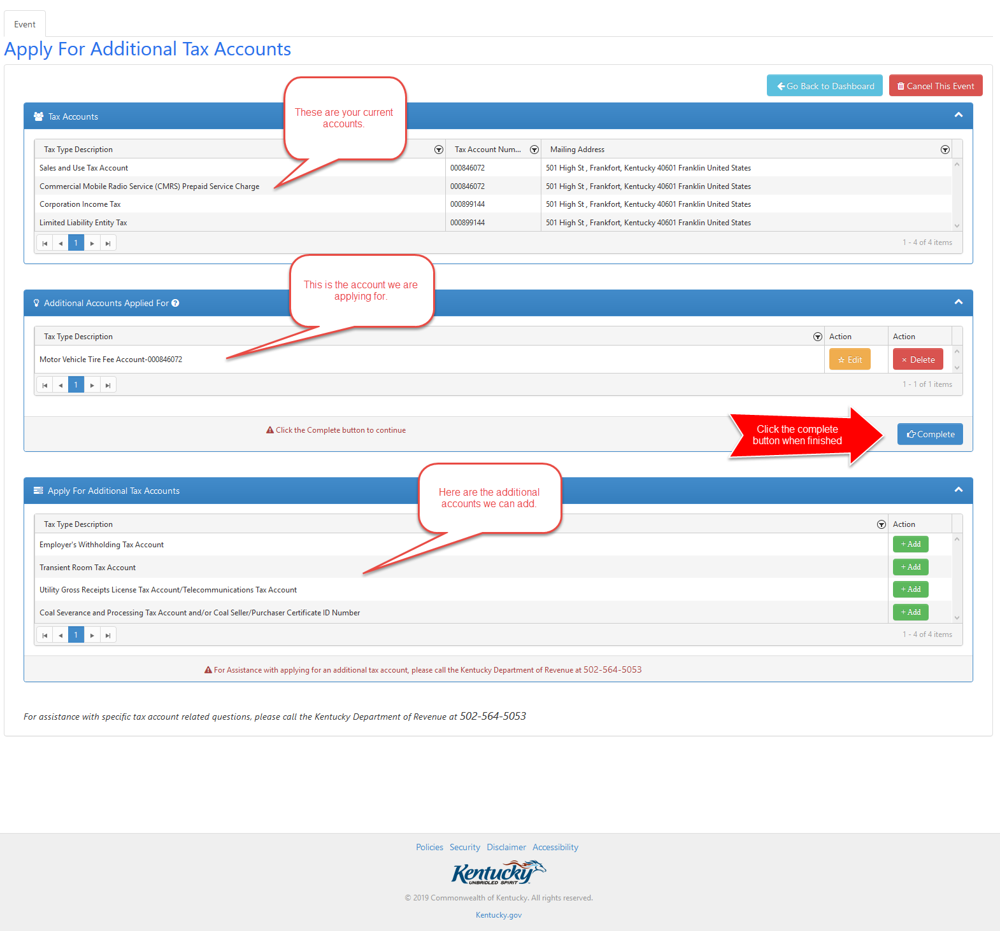 Event
Apply For Additional Tax Accounts
Go Back to Dashboard
Cancel This Event
Tax Accounts
These are your current
accounts.
Tax Type Description
Tax Account Num...
Mailing Address
Sales and Use Tax Account 000846072 501 High St , Frankfort, Kentucky 40601 Franklin United States
Commercial Mobile Radio Service (CMRS) Prepaid Service Charge 000846072 501 High St , Frankfort, Kentucky 40601 Franklin United States
Corporation Income Tax 000899144 501 High St , Frankfort, Kentucky 40601 Franklin United States
Limited Liability Entity Tax 000899144 501 High St , Frankfort, Kentucky 40601 Franklin United States
1
1 - 4 of 4 items
This is the account we are
applying for.
Additional Accounts Applied For
Tax Type Description
Action
Action
Motor Vehicle Tire Fee Account-000846072
Edit
× Delete
1
1 - 1 of 1 items
Click the Complete button to continue
Click the complete
button when finished
Complete
Here are the additional
accounts we can add.
Apply For Additional Tax Accounts
Tax Type Description
Action
Employer's Withholding Tax Account + Add
Transient Room Tax Account + Add
Utility Gross Receipts License Tax Account/Telecommunications Tax Account + Add
Coal Severance and Processing Tax Account and/or Coal Seller/Purchaser Certificate ID Number + Add
1
1 - 4 of 4 items
For Assistance with applying for an additional tax account, please call the Kentucky Department of Revenue at 502-564-5053
For assistance with specific tax account related questions, please call the Kentucky Department of Revenue at 502-564-5053
Policies Security Disclaimer Accessibility
Kentucky
UNBRIDLED SPIRIT
© 2019 Commonwealth of Kentucky. All rights reserved.
Kentucky.gov